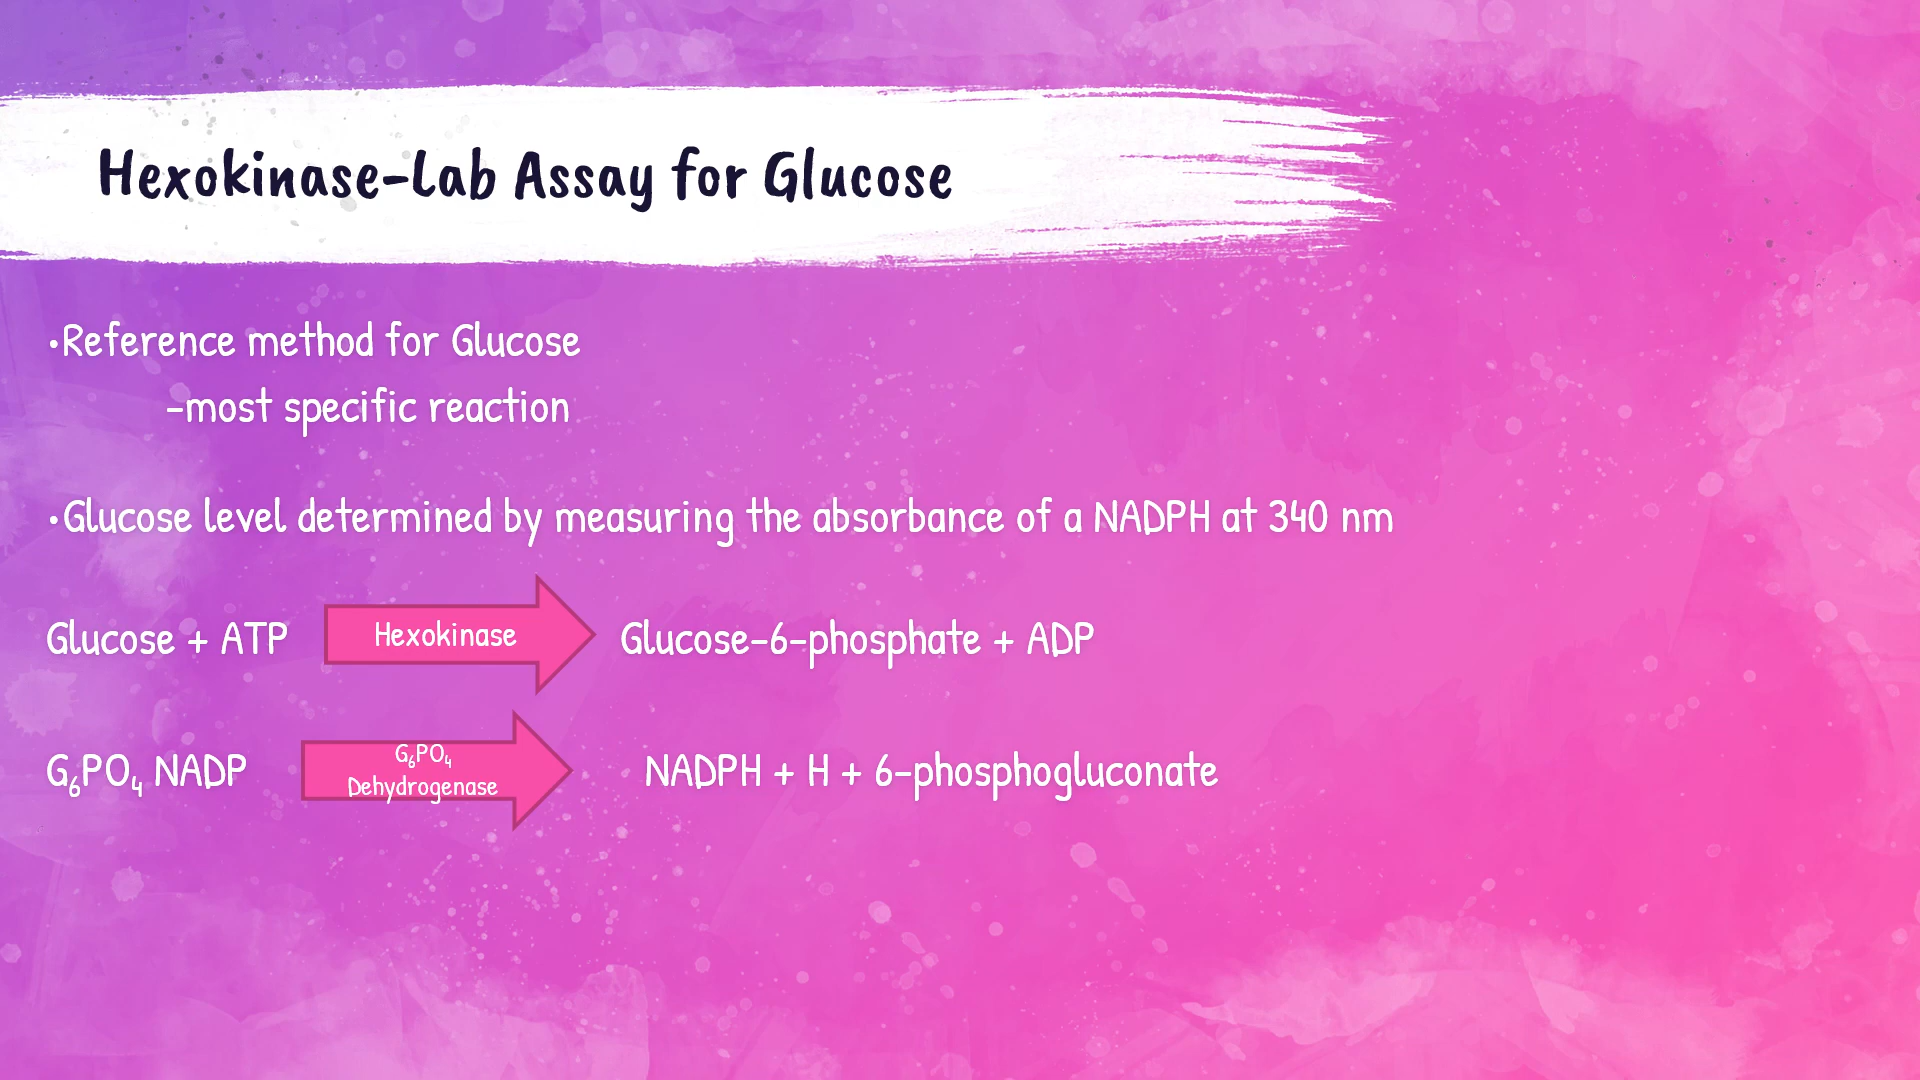 Hexokinase-Lab Assay for Glucose
•Reference method for Glucose
-most specific reaction
•Glucose level determined by measuring the absorbance of a NADPH at 340 nm
Glucose + ATP Hexokinase Glucose-6-phosphate + ADP
G₆PO₄ NADP G₆PO₄ Dehydrogenase NADPH + H + 6-phosphogluconate